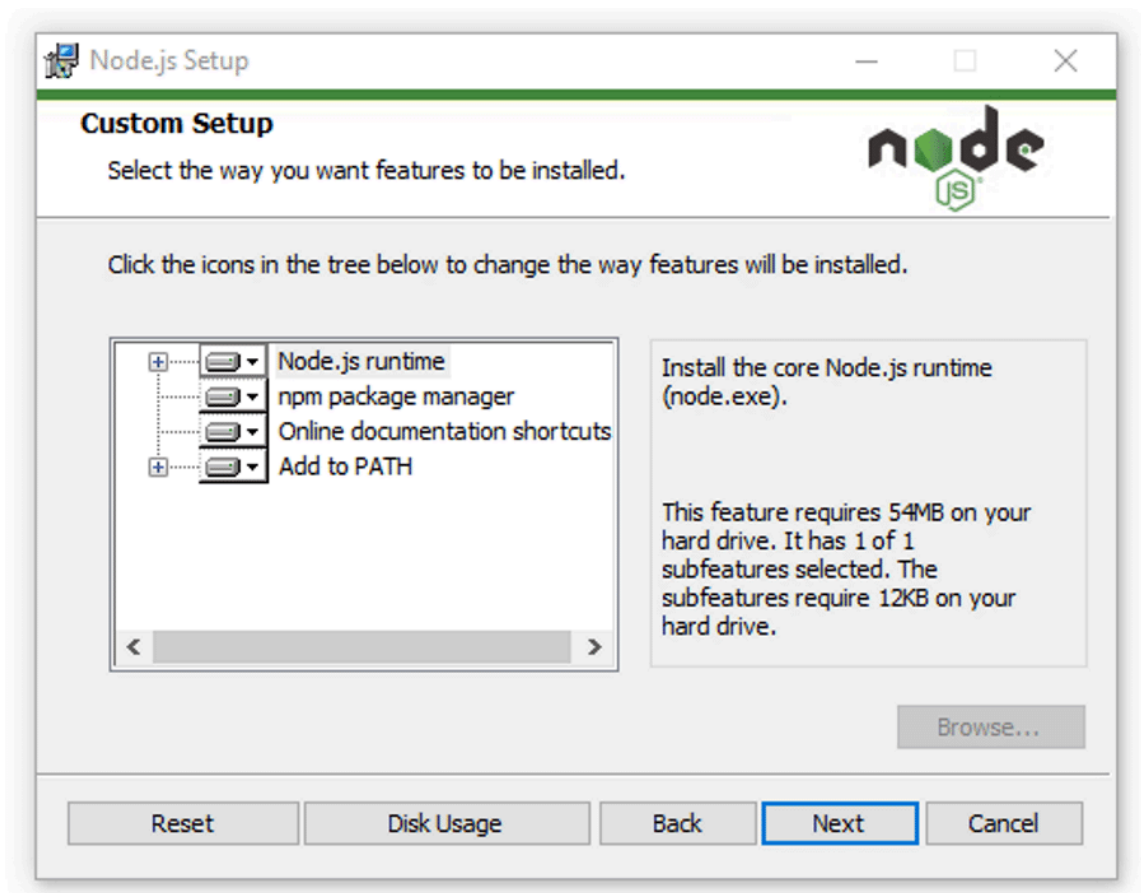 Node.js Setup
Custom Setup
Select the way you want features to be installed.
node
JS
Click the icons in the tree below to change the way features will be installed.
Node.js runtime
npm package manager
Online documentation shortcuts
Add to PATH
Install the core Node.js runtime
(node.exe).
This feature requires 54MB on your
hard drive. It has 1 of 1
subfeatures selected. The
subfeatures require 12KB on your
hard drive.
Browse...
Reset
Disk Usage
Back
Next
Cancel